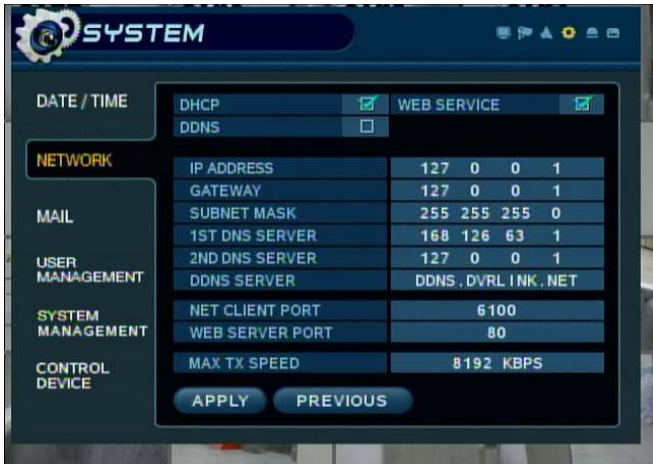 SYSTEM
DATE / TIME
NETWORK
MAIL
USER
MANAGEMENT
SYSTEM
MANAGEMENT
CONTROL
DEVICE
DHCP WEB SERVICE
DDNS
IP ADDRESS 127 0 0 1
GATEWAY 127 0 0 1
SUBNET MASK 255 255 255 0
1ST DNS SERVER 168 126 63 1
2ND DNS SERVER 127 0 0 1
DDNS SERVER DDNS.DVRLINK.NET
NET CLIENT PORT 6100
WEB SERVER PORT 80
MAX TX SPEED 8192 KBPS
APPLY PREVIOUS